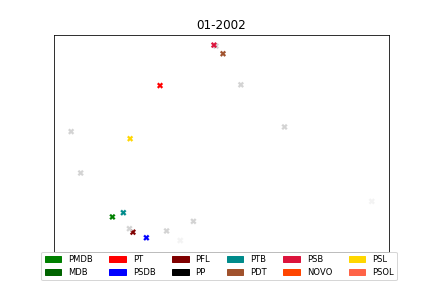 01-2002
PMDB PT PFL PTB PSB PSL
MDB PSDB PP PDT NOVO PSOL